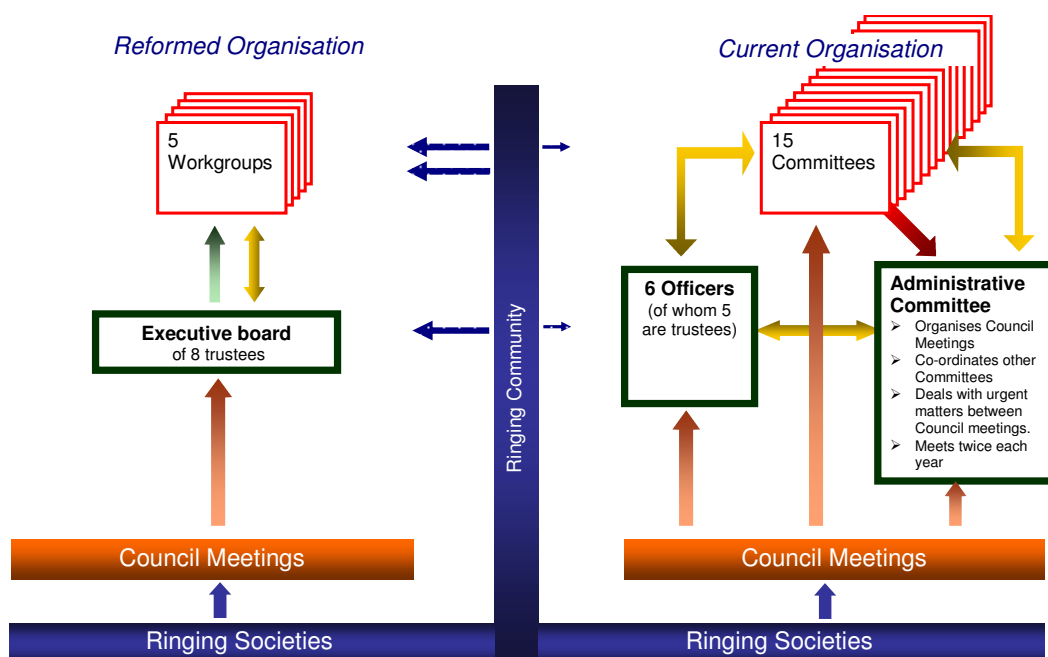 Reformed Organisation
5
Workgroups
Executive board
of 8 trustees
Council Meetings
Ringing Societies
Ringing Community
Current Organisation
15
Committees
6 Officers
(of whom 5
are trustees)
Administrative
Committee
➢ Organises Council
Meetings
➢ Co-ordinates other
Committees
➢ Deals with urgent
matters between
Council meetings.
➢ Meets twice each
year
Council Meetings
Ringing Societies